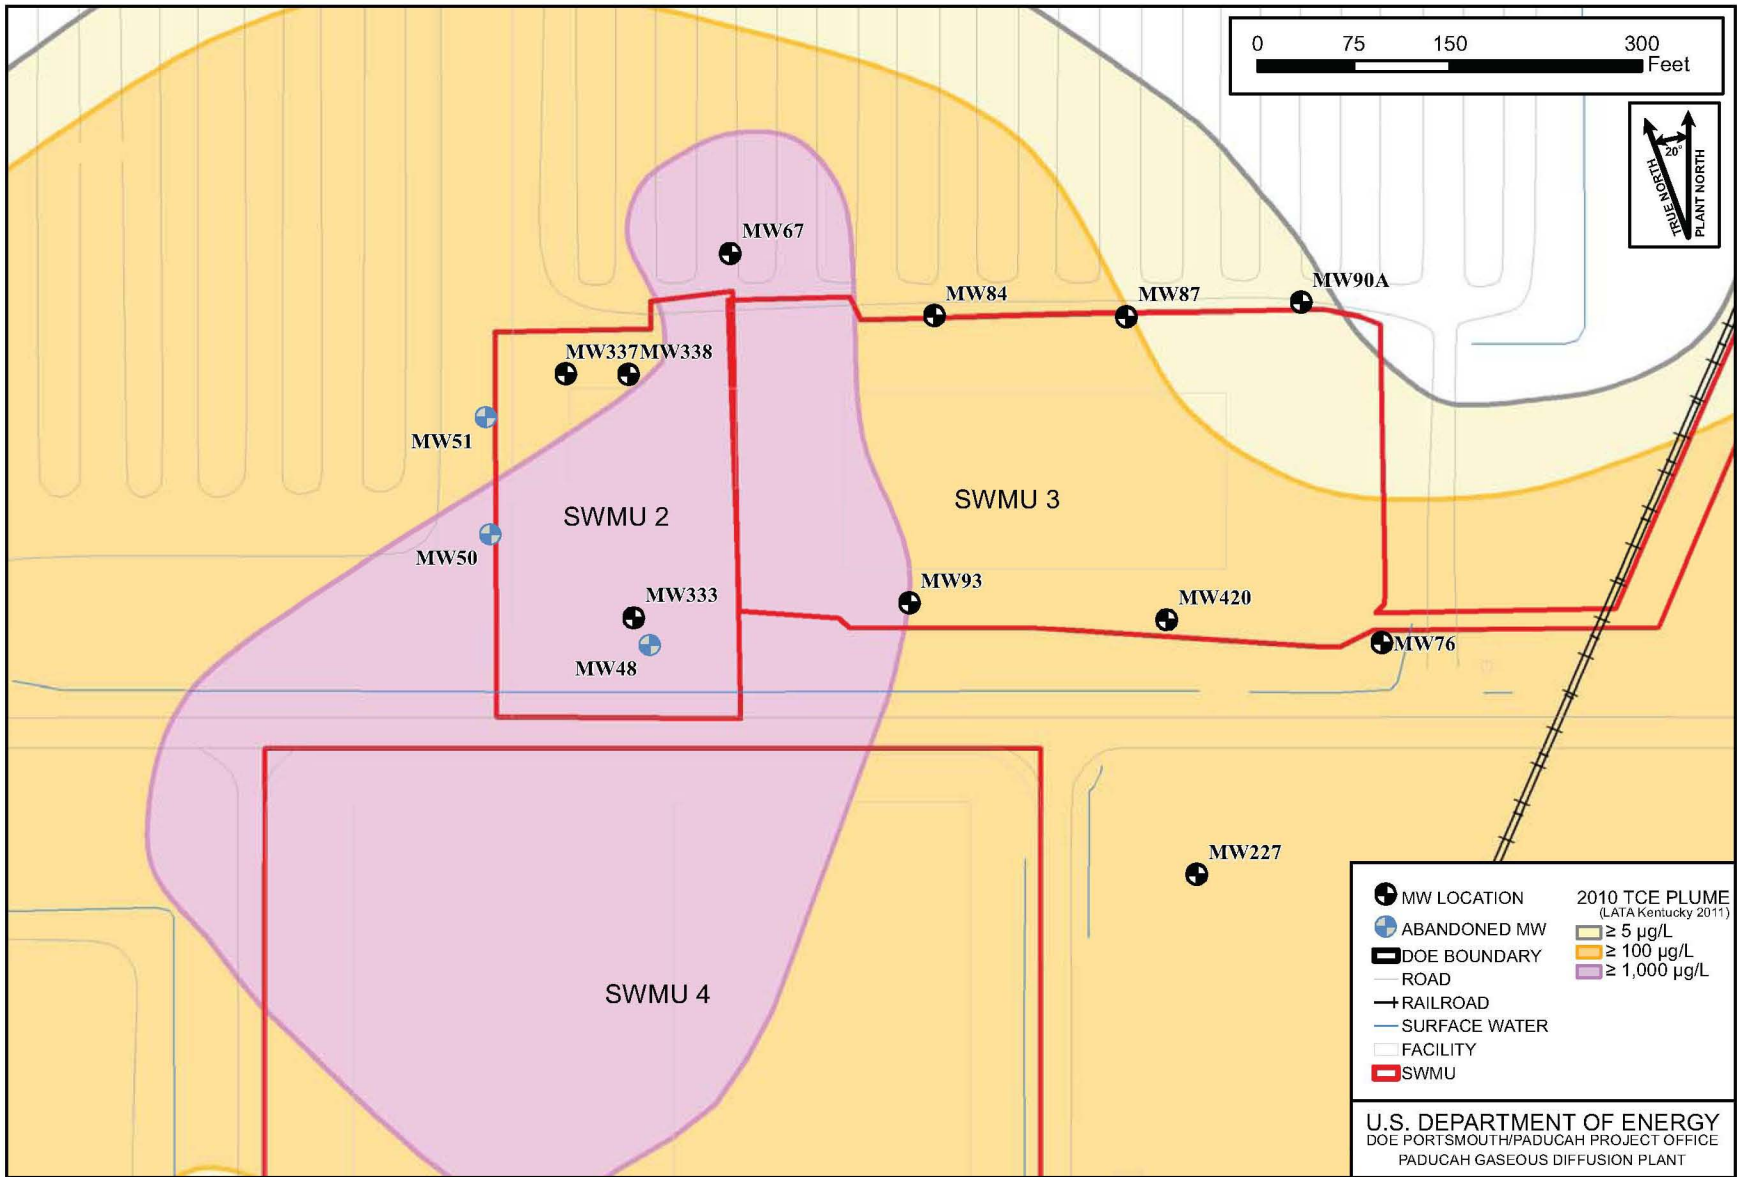 0 75 150 300
Feet
20°
TRUE NORTH
PLANT NORTH
MW67
MW90A
MW84
MW87
MW337 MW338
MW51
SWMU 3
SWMU 2
MW50
MW93
MW333
MW420
MW76
MW48
MW227
SWMU 4
MW LOCATION
ABANDONED MW
DOE BOUNDARY
ROAD
RAILROAD
SURFACE WATER
FACILITY
SWMU
2010 TCE PLUME
(LATA Kentucky 2011)
≥ 5 µg/L
≥ 100 µg/L
≥ 1,000 µg/L
U.S. DEPARTMENT OF ENERGY
DOE PORTSMOUTH/PADUCAH PROJECT OFFICE
PADUCAH GASEOUS DIFFUSION PLANT